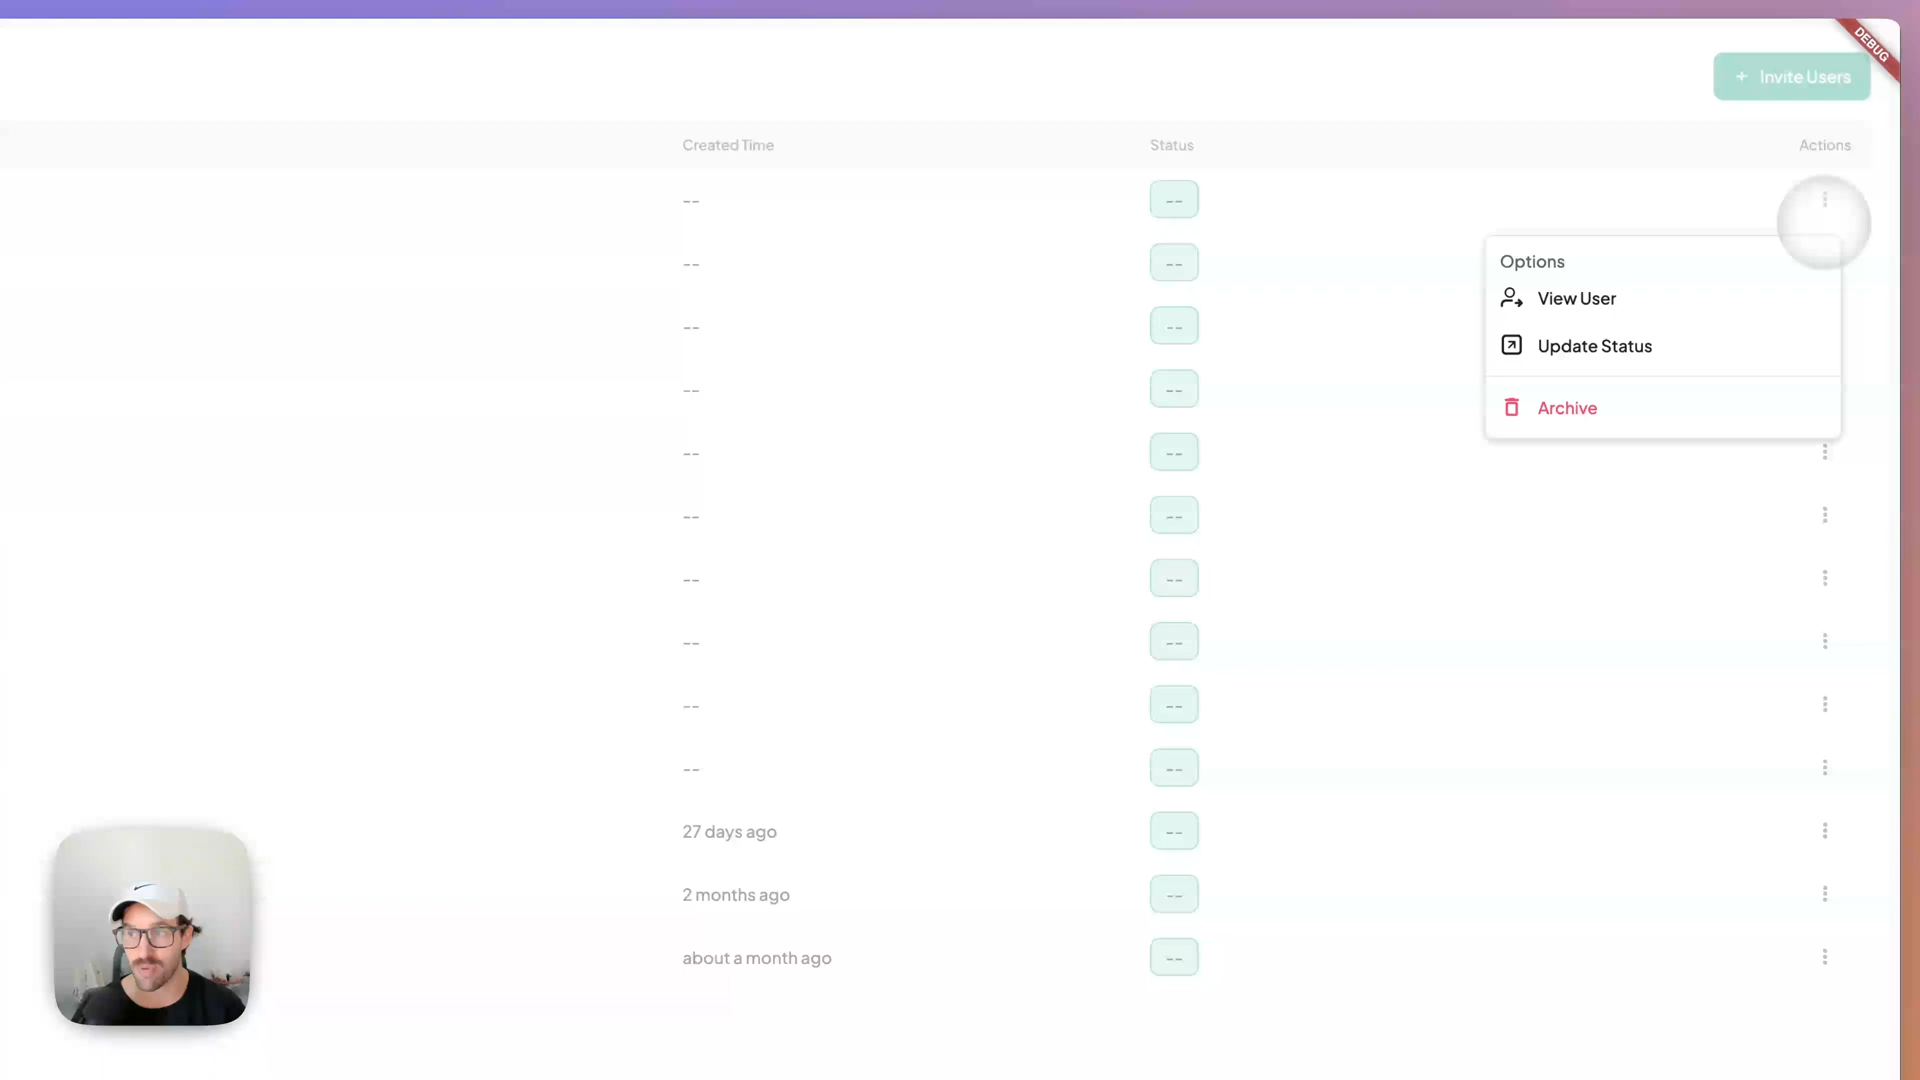 DEBUG
+ Invite Users
Created Time Status Actions
-- --
-- --
Options
View User
-- --
Update Status
-- --
Archive
-- --
-- --
-- --
-- --
-- --
-- --
27 days ago --
2 months ago --
about a month ago --